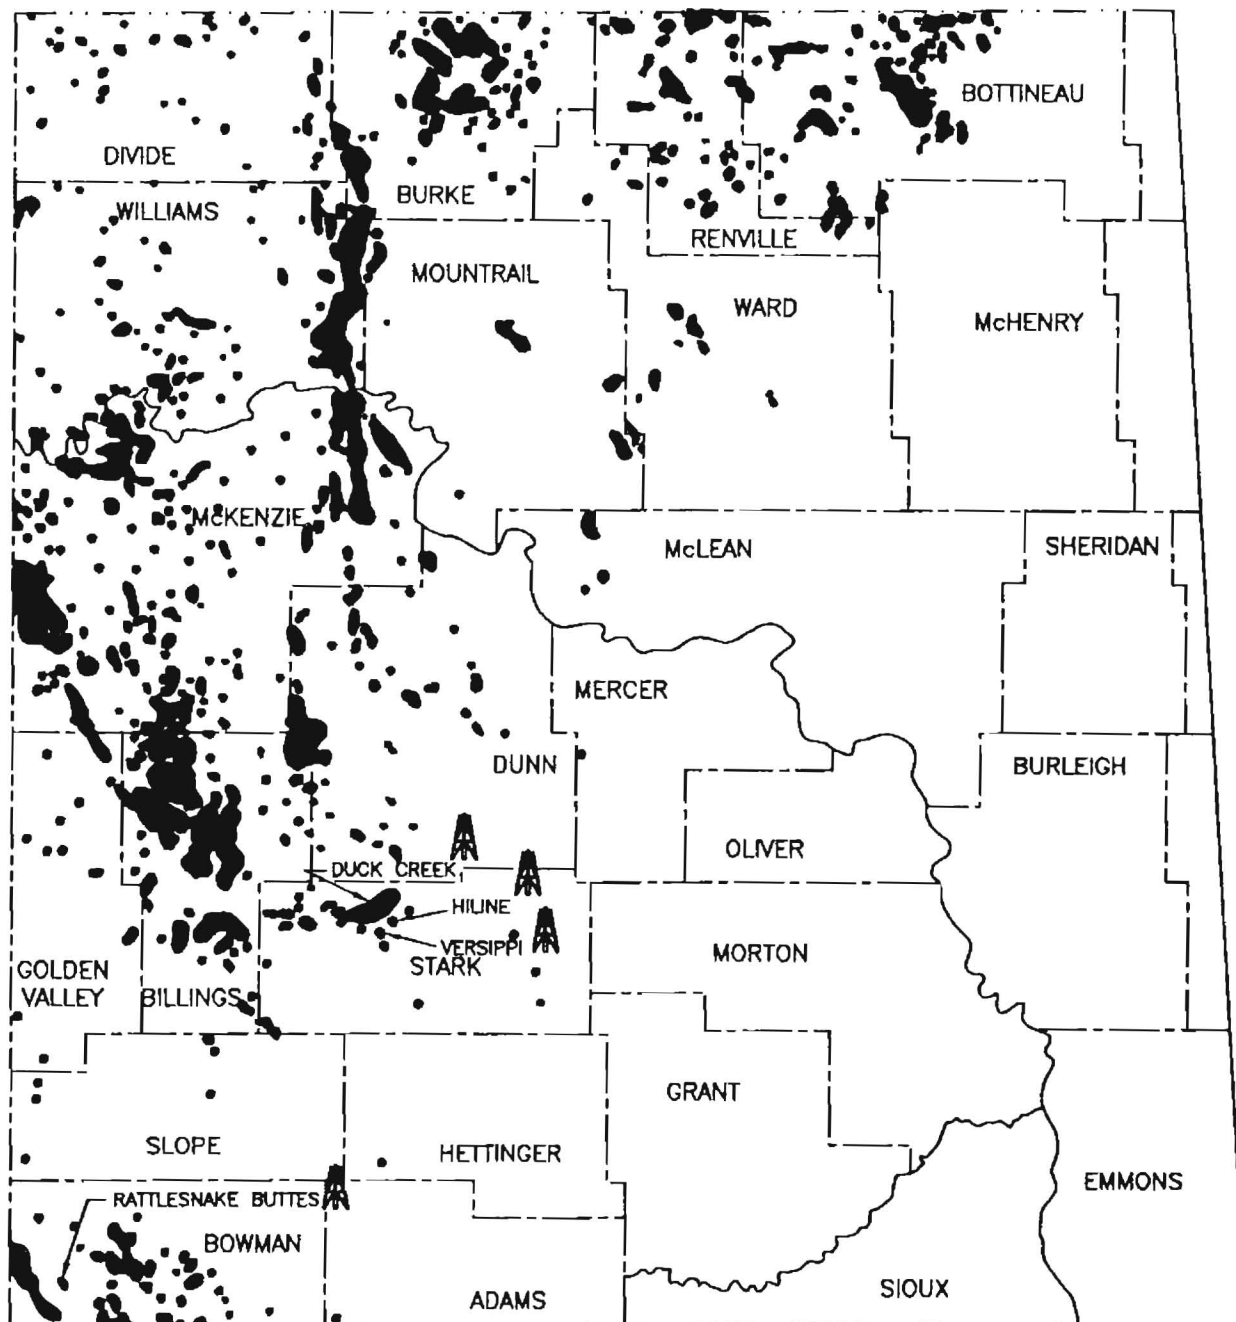 BOTTINEAU
DIVIDE
BURKE
WILLIAMS
RENVILLE
MOUNTRAIL
WARD
McHENRY
McKENZIE
McLEAN
SHERIDAN
MERCER
DUNN
BURLEIGH
OLIVER
DUCK CREEK
HILINE
VERSIPPI
STARK
MORTON
GOLDEN
VALLEY
BILLINGS
GRANT
SLOPE
HETTINGER
EMMONS
RATTLESNAKE BUTTES
BOWMAN
SIOUX
ADAMS